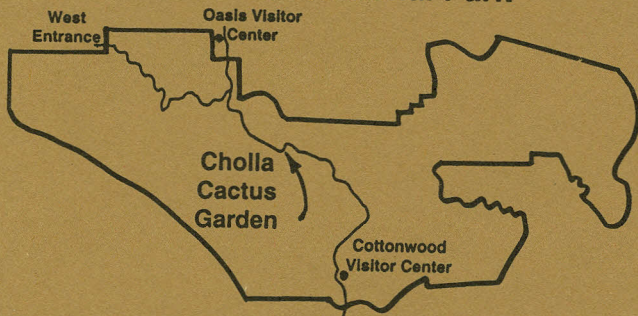 West
Entrance
Oasis Visitor
Center
Cholla
Cactus
Garden
Cottonwood
Visitor Center